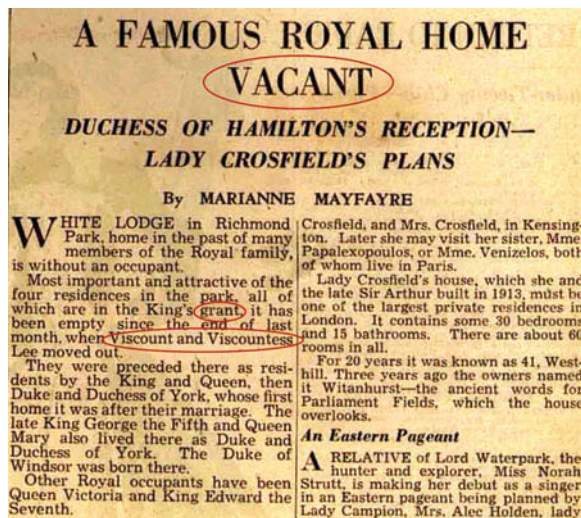 A FAMOUS ROYAL HOME
VACANT
DUCHESS OF HAMILTON'S RECEPTION—
LADY CROSFIELD'S PLANS
By MARIANNE MAYFAYRE
WHITE LODGE in Richmond
Park, home in the past of many
members of the Royal family,
is without an occupant.
Most important and attractive of the
four residences in the park, all of
which are in the King's grant, it has
been empty since the end of last
month, when Viscount and Viscountess
Lee moved out.
They were preceded there as resi-
dents by the King and Queen, then
Duke and Duchess of York, whose first
home it was after their marriage. The
late King George the Fifth and Queen
Mary also lived there as Duke and
Duchess of York. The Duke of
Windsor was born there.
Other Royal occupants have been
Queen Victoria and King Edward the
Seventh.
Crosfield, and Mrs. Crosfield, in Kensing-
ton. Later she may visit her sister, Mme.
Papalexopoulos, or Mme. Venizelos, both
of whom live in Paris.
Lady Crosfield's house, which she and
the late Sir Arthur built in 1913, must be
one of the largest private residences in
London. It contains some 30 bedrooms
and 15 bathrooms. There are about 60
rooms in all.
For 20 years it was known as 41, West-
hill. Three years ago the owners named
it Witanhurst—the ancient words for
Parliament Fields, which the house
overlooks.
An Eastern Pageant
A RELATIVE of Lord Waterpark, the
hunter and explorer, Miss Norah
Strutt, is making her debut as a singer
in an Eastern pageant being planned by
Lady Campion, Mrs. Alec Holden, lady